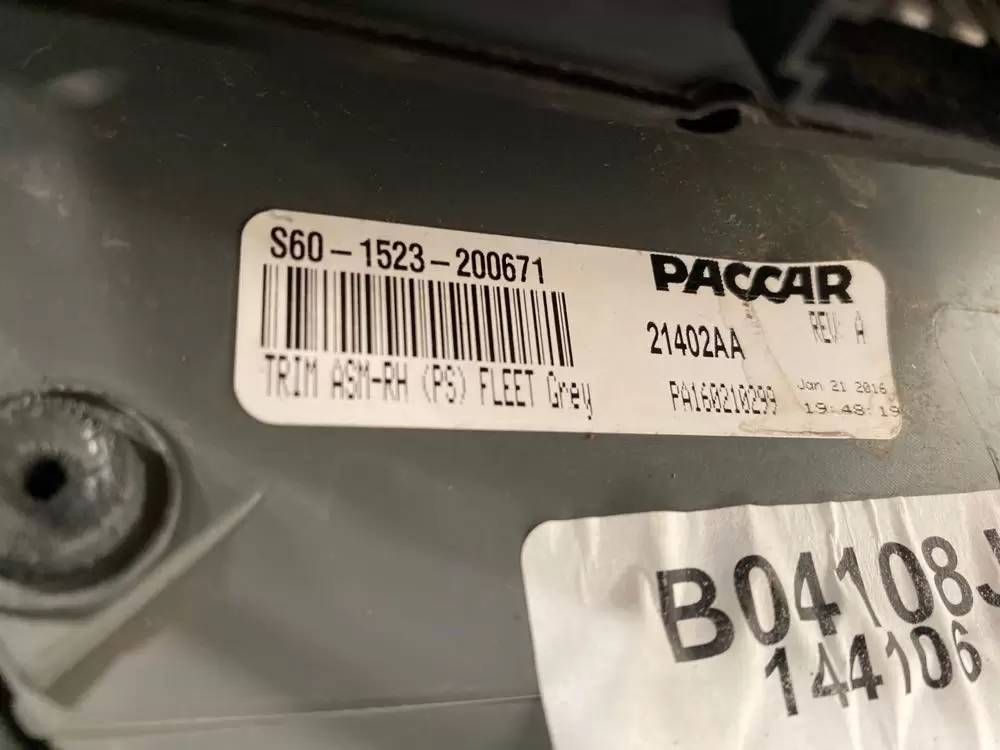 S60-1523-200671
PACCAR
21402AA
REV: A
TRIM ASM-RH (PS) FLEET Grey
PA160210299
Jan 21 2016
19:48:19
B04108J
144106